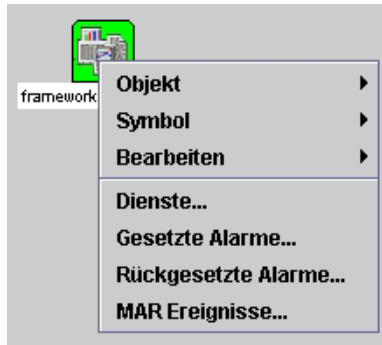 framework
Objekt
Symbol
Bearbeiten
Dienste...
Gesetzte Alarme...
Rückgesetzte Alarme...
MAR Ereignisse...